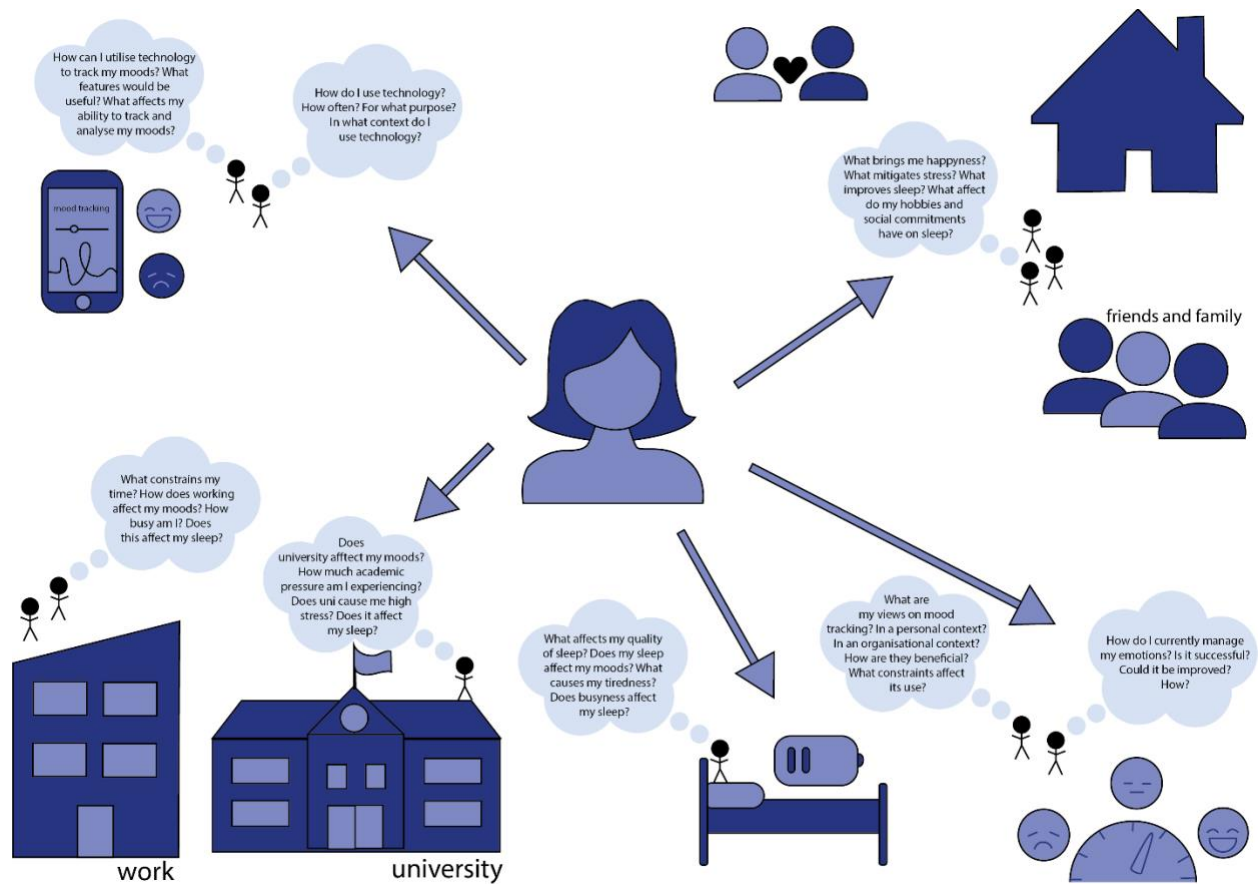 How can I utilise technology
to track my moods? What
features would be
useful? What affects my
ability to track and
analyse my moods?
How do I use technology?
How often? For what purpose?
In what context do I
use technology?
mood tracking
What brings me happyness?
What mitigates stress? What
improves sleep? What affect
do my hobbies and
social commitments
have on sleep?
friends and family
What constrains my
time? How does working
affect my moods? How
busy am I? Does
this affect my sleep?
Does
university affect my moods?
How much academic
pressure am I experiencing?
Does uni cause me high
stress? Does it affect
my sleep?
What affects my quality
of sleep? Does my sleep
affect my moods? What
causes my tiredness?
Does busyness affect
my sleep?
What are
my views on mood
tracking? In a personal context?
In an organisational context?
How are they beneficial?
What constraints affect
its use?
How do I currently manage
my emotions? Is it successful?
Could it be improved?
How?
work
university